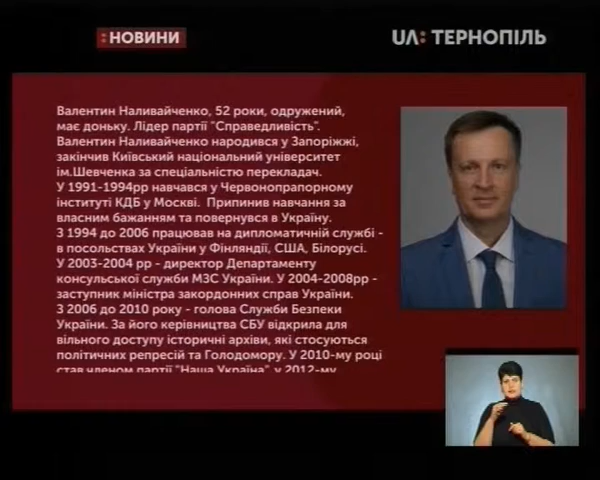 :НОВИНИ
UA: ТЕРНОПІЛЬ
Валентин Наливайченко, 52 роки, одружений,
має доньку. Лідер партії "Справедливість".
Валентин Наливайченко народився у Запоріжжі,
закінчив Київський національний університет
ім.Шевченка за спеціальністю перекладач.
У 1991-1994рр навчався у Червонопрапорному
інституті КДБ у Москві. Припинив навчання за
власним бажанням та повернувся в Україну.
З 1994 до 2006 працював на дипломатичній службі -
в посольствах України у Фінляндії, США, Білорусі.
У 2003-2004 рр - директор Департаменту
консульської служби МЗС України. У 2004-2008рр -
заступник міністра закордонних справ України.
З 2006 до 2010 року - голова Служби Безпеки
України. За його керівництва СБУ відкрила для
вільного доступу історичні архіви, які стосуються
політичних репресій та Голодомору. У 2010-му році
став членом партії "Наша Україна", у 2012-му